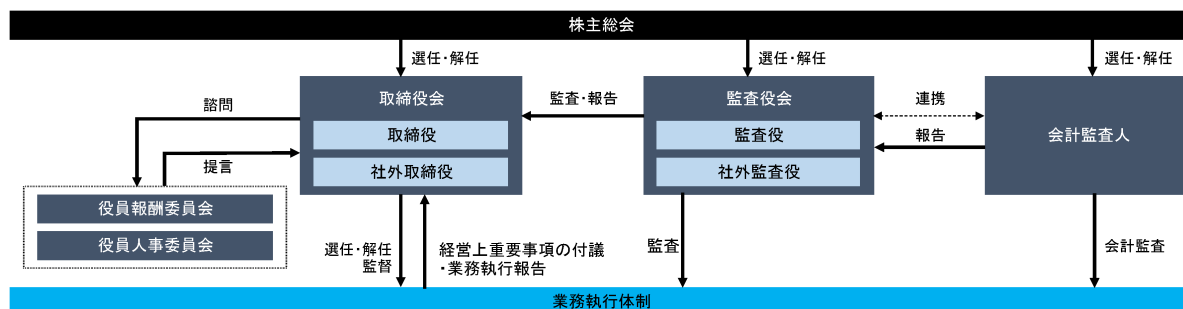 株主総会
選任・解任
選任・解任
選任・解任
取締役会
取締役
社外取締役
監査・報告
監査役会
監査役
社外監査役
連携
報告
会計監査人
諮問
提言
役員報酬委員会
役員人事委員会
選任・解任
監督
経営上重要事項の付議
・業務執行報告
監査
会計監査
業務執行体制